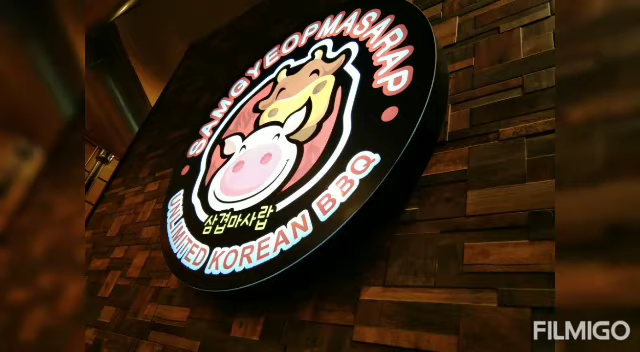 SAMGYEOPMASARAP
삼겹마사랍
UNLIMITED KOREAN BBQ
FILMIGO